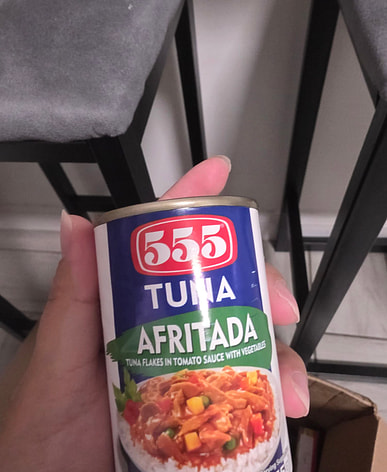 555
TUNA
AFRITADA
TUNA FLAKES IN TOMATO SAUCE WITH VEGETABLES